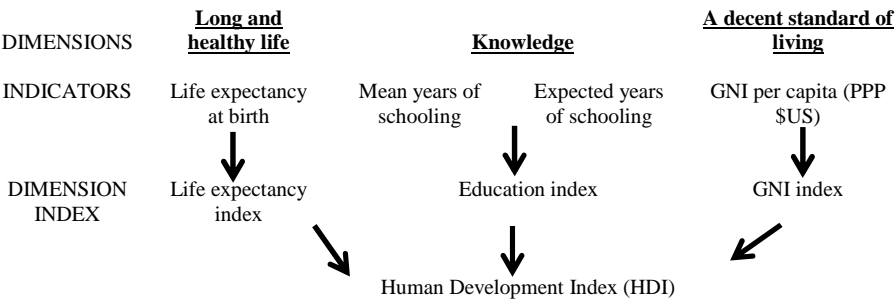 Long and
healthy life
A decent standard of
living
DIMENSIONS
Knowledge
INDICATORS
Life expectancy
at birth
Mean years of
schooling
Expected years
of schooling
GNI per capita (PPP
$US)
DIMENSION
INDEX
Life expectancy
index
Education index
GNI index
Human Development Index (HDI)